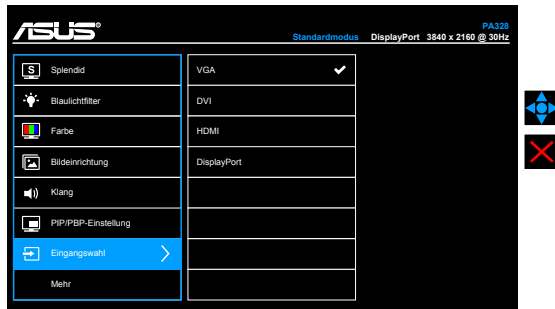 ASUS
PA328
Standardmodus DisplayPort 3840 x 2160 @ 30Hz
S Splendid
Blaulichtfilter
Farbe
Bildeinrichtung
Klang
PIP/PBP-Einstellung
Eingangswahl
Mehr
VGA
DVI
HDMI
DisplayPort